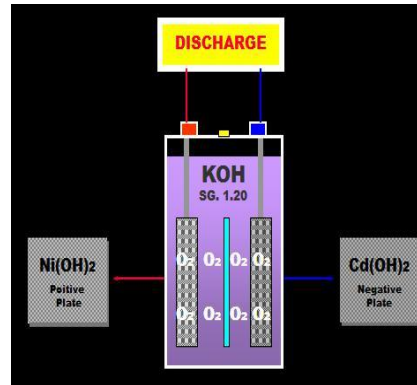 DISCHARGE
KOH
SG. 1.20
O₂ O₂ O₂ O₂
O₂ O₂ O₂ O₂
Ni(OH)₂
Poitive
Plate
Cd(OH)₂
Negative
Plate